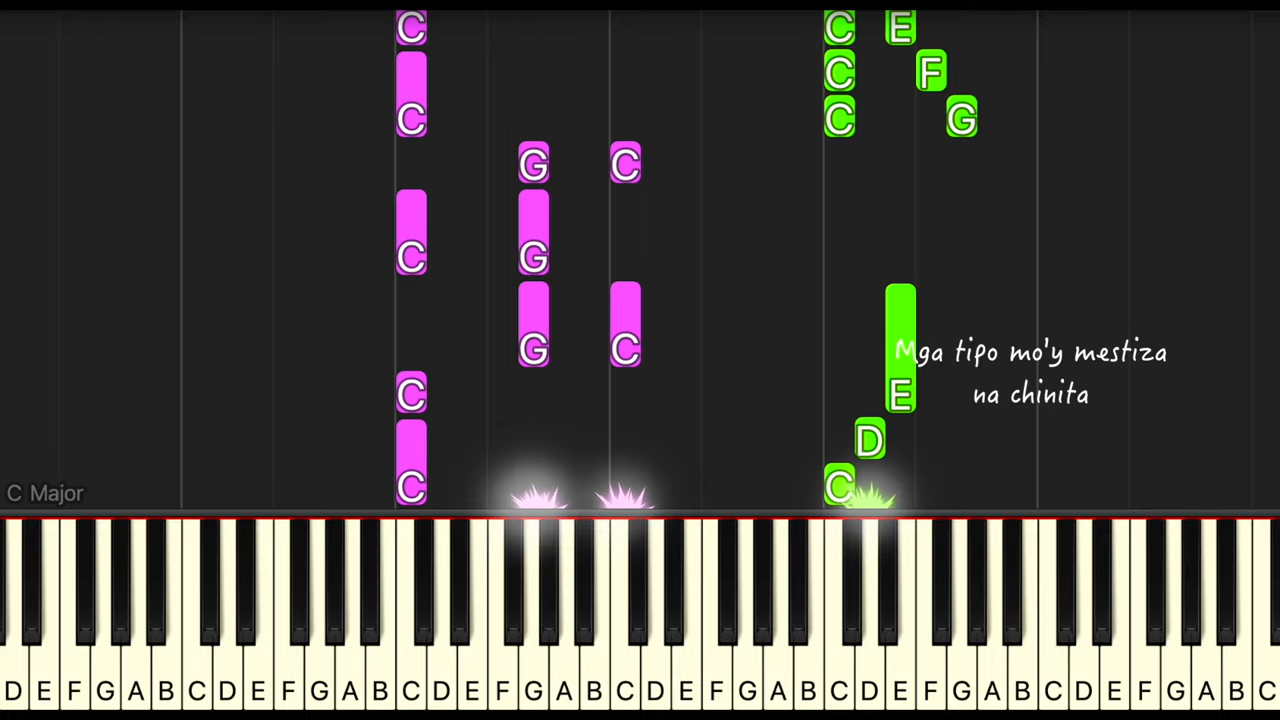 C C E
C F
C C G
G C
C G
E
Mga tipo mo'y mestiza
na chinita
G C
C
D
C C
C Major
D E F G A B C D E F G A B C D E F G A B C D E F G A B C D E F G A B C D E F G A B C